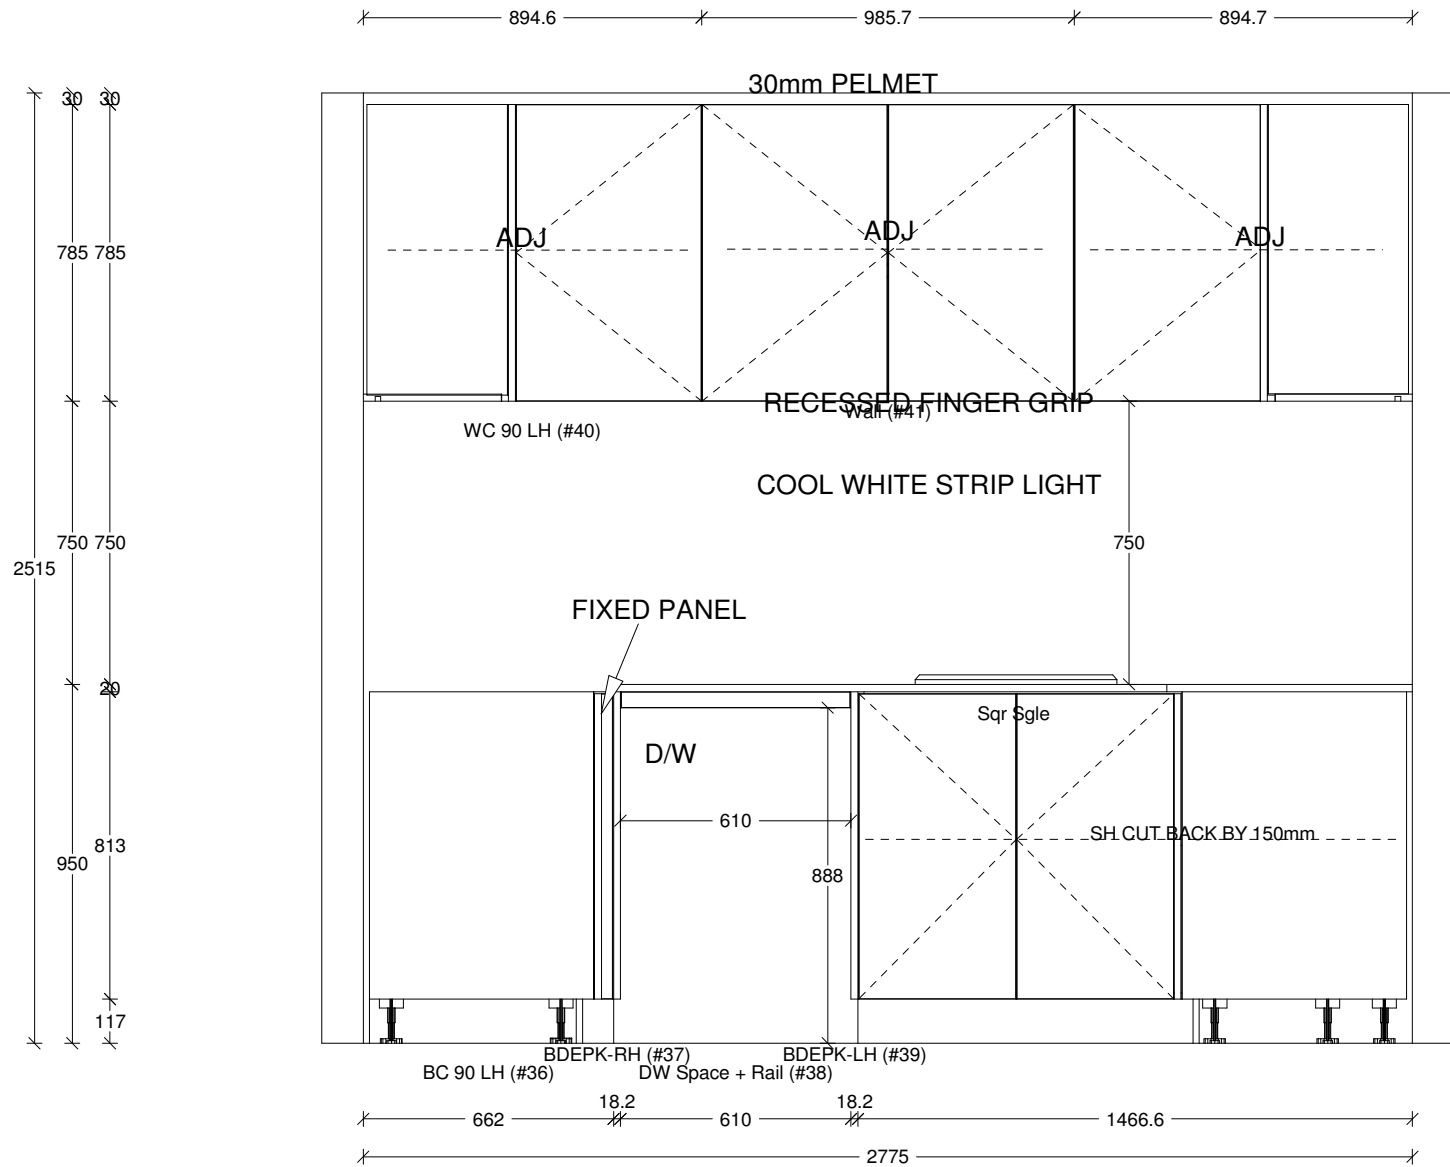 894.6 985.7 894.7
30mm PELMET
30 30
ADJ ADJ ADJ
785 785
RECESSED FINGER GRIP
Wall (#41)
WC 90 LH (#40)
COOL WHITE STRIP LIGHT
750 750 750
2515
FIXED PANEL
20
Sqr Sgle
D/W
610
SH CUT BACK BY 150mm
813
950
888
117
BDEPK-RH (#37) BDEPK-LH (#39)
BC 90 LH (#36) DW Space + Rail (#38)
18.2 18.2
662 610 1466.6
2775